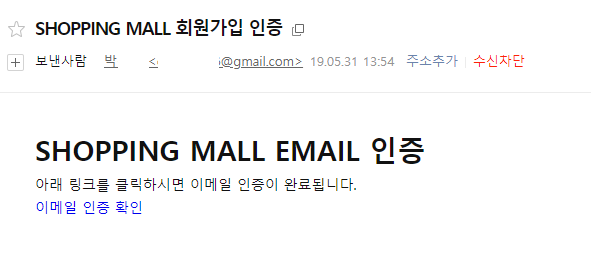 SHOPPING MALL 회원가입 인증
보낸사람 박 < @gmail.com> 19.05.31 13:54 주소추가 수신차단
SHOPPING MALL EMAIL 인증
아래 링크를 클릭하시면 이메일 인증이 완료됩니다.
이메일 인증 확인